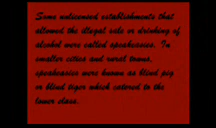 Some unlicensed establishments that
allowed the illegal sale or drinking of
alcohol were called speakeasies. In
smaller cities and rural towns,
speakeasies were known as blind pig
or blind tiger which catered to the
lower class.